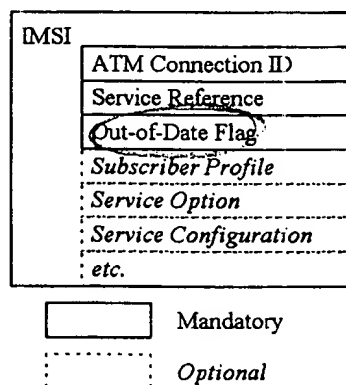 IMSI
ATM Connection ID
Service Reference
Out-of-Date Flag
Subscriber Profile
Service Option
Service Configuration
etc.
Mandatory
Optional